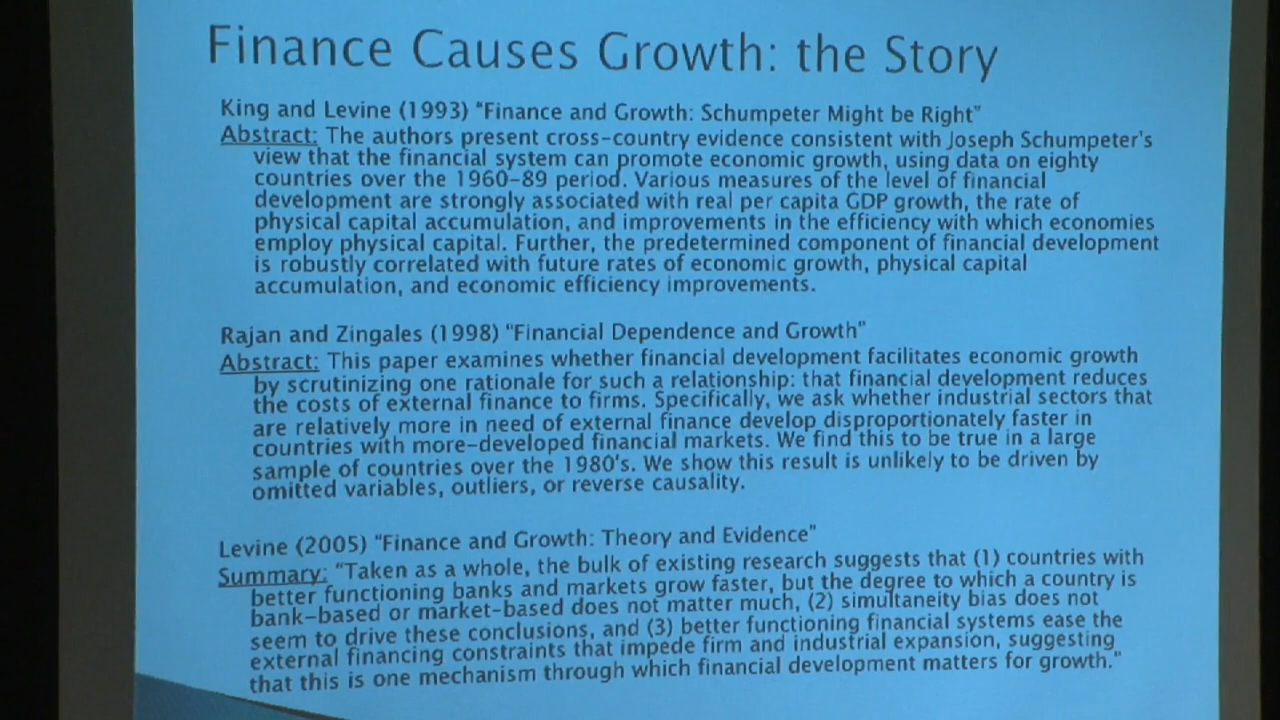 Finance Causes Growth: the Story
King and Levine (1993) "Finance and Growth: Schumpeter Might be Right"
Abstract: The authors present cross-country evidence consistent with Joseph Schumpeter's
view that the financial system can promote economic growth, using data on eighty
countries over the 1960-89 period. Various measures of the level of financial
development are strongly associated with real per capita GDP growth, the rate of
physical capital accumulation, and improvements in the efficiency with which economies
employ physical capital. Further, the predetermined component of financial development
is robustly correlated with future rates of economic growth, physical capital
accumulation, and economic efficiency improvements.
Rajan and Zingales (1998) "Financial Dependence and Growth"
Abstract: This paper examines whether financial development facilitates economic growth
by scrutinizing one rationale for such a relationship: that financial development reduces
the costs of external finance to firms. Specifically, we ask whether industrial sectors that
are relatively more in need of external finance develop disproportionately faster in
countries with more-developed financial markets. We find this to be true in a large
sample of countries over the 1980's. We show this result is unlikely to be driven by
omitted variables, outliers, or reverse causality.
Levine (2005) "Finance and Growth: Theory and Evidence"
Summary: "Taken as a whole, the bulk of existing research suggests that (1) countries with
better functioning banks and markets grow faster, but the degree to which a country is
bank-based or market-based does not matter much, (2) simultaneity bias does not
seem to drive these conclusions, and (3) better functioning financial systems ease the
external financing constraints that impede firm and industrial expansion, suggesting
that this is one mechanism through which financial development matters for growth."